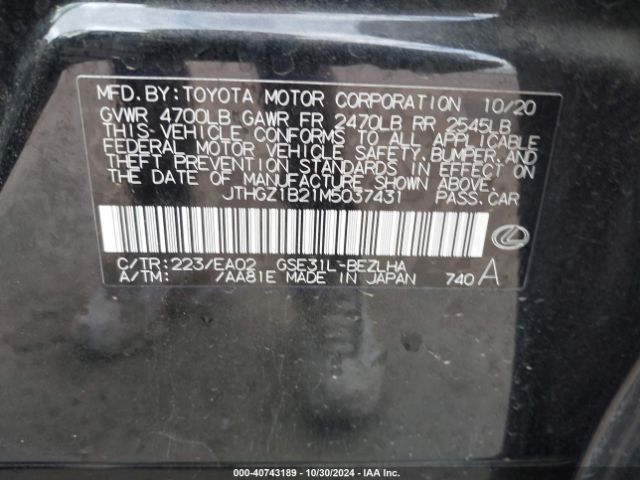 MFD.BY:TOYOTA MOTOR CORPORATION 10/20
GVWR 4700LB GAWR FR 2470LB RR 2545LB
THIS VEHICLE CONFORMS TO ALL APPLICABLE
FEDERAL MOTOR VEHICLE SAFETY,BUMPER,AND
THEFT PREVENTION STANDARDS IN EFFECT ON
THE DATE OF MANUFACTURE SHOWN ABOVE.
JTHGZ1B21M5037431 PASS.CAR
C/TR:223/EA02 GSE31L-BEZLHA
A/TM: /AA81E MADE IN JAPAN 740 A
000-40743189 - 10/30/2024 - IAA Inc.